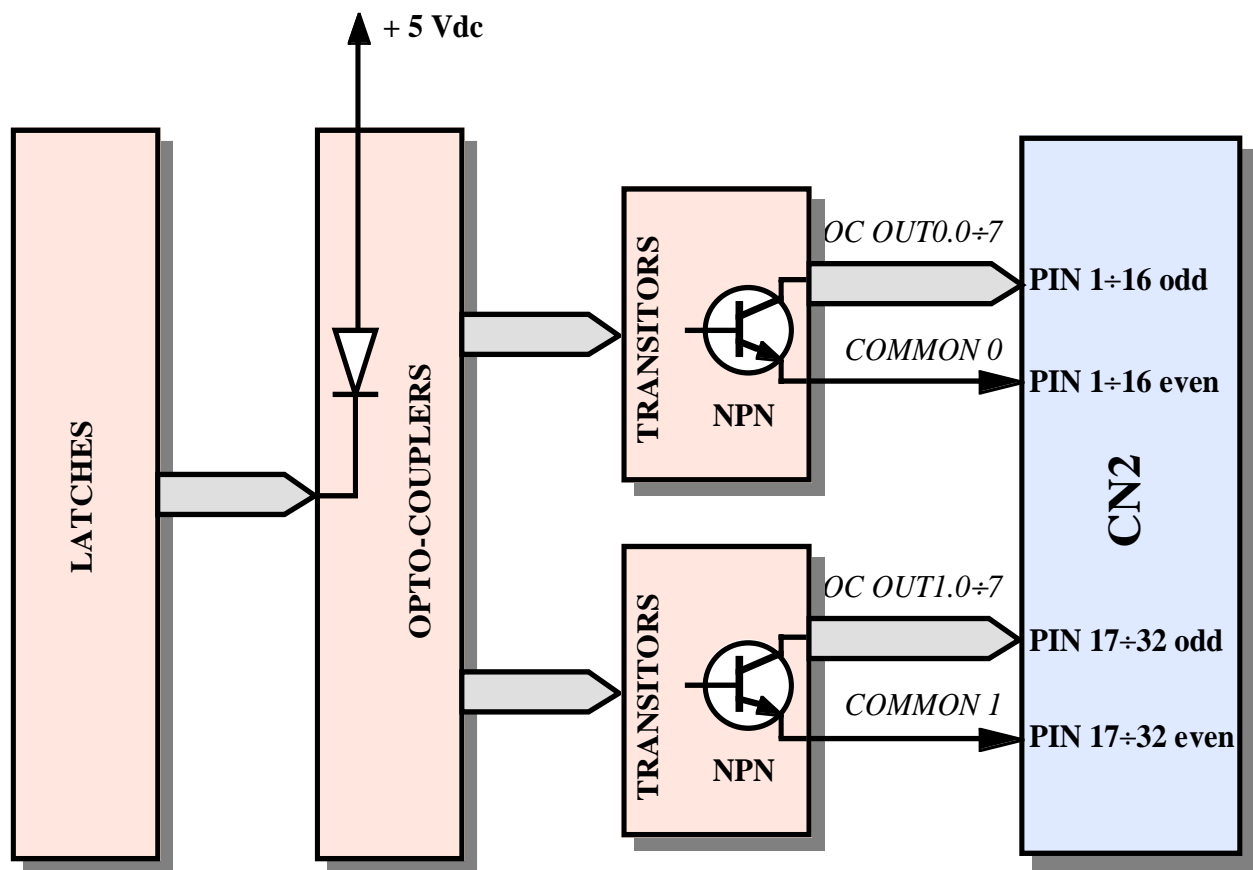 + 5 Vdc
LATCHES
OPTO-COUPLERS
TRANSITORS
NPN
OC OUT0.0÷7
COMMON 0
PIN 1÷16 odd
PIN 1÷16 even
CN2
TRANSITORS
NPN
OC OUT1.0÷7
COMMON 1
PIN 17÷32 odd
PIN 17÷32 even